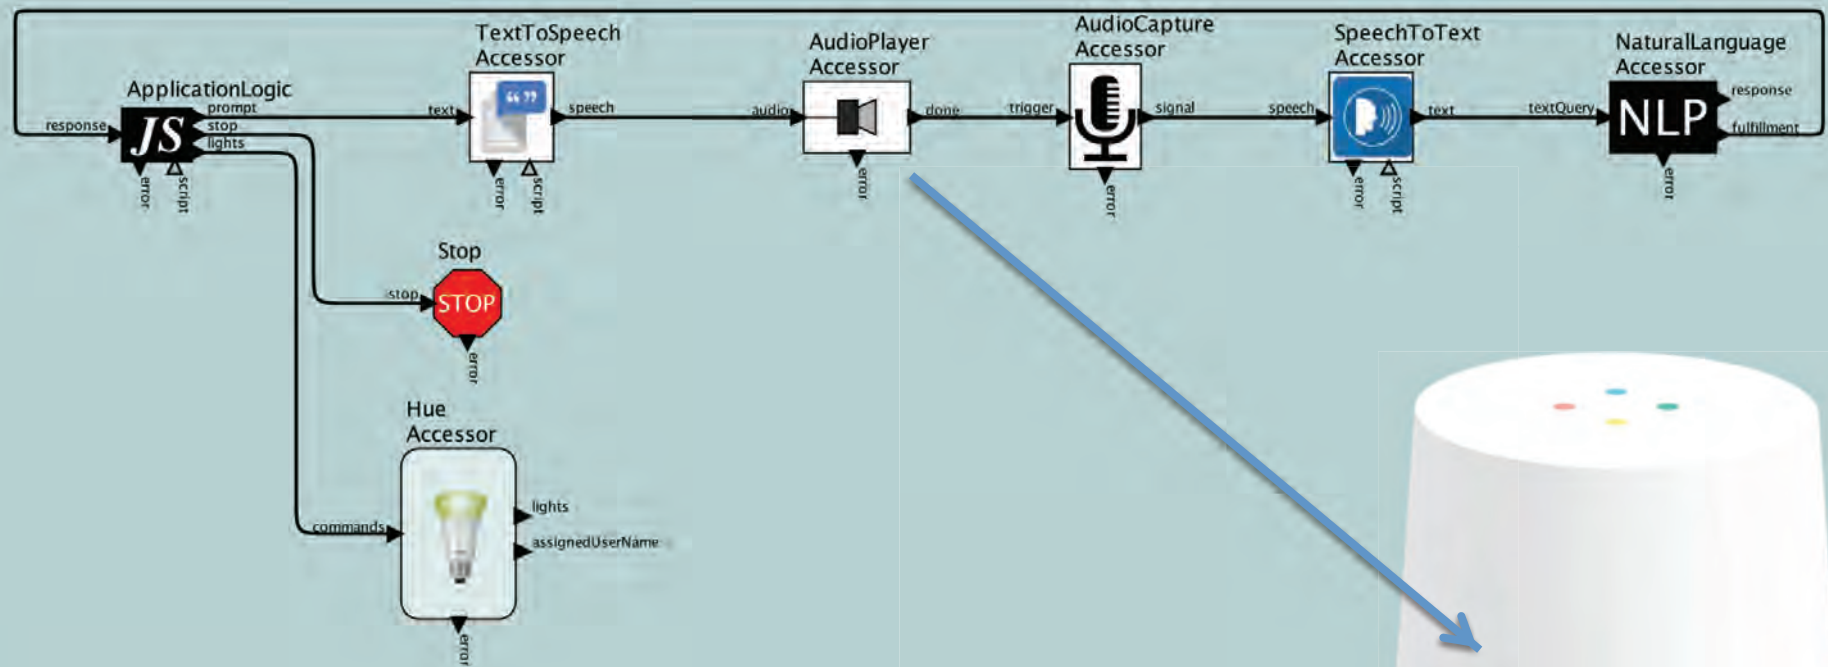 TextToSpeech
Accessor
AudioPlayer
Accessor
AudioCapture
Accessor
SpeechToText
Accessor
NaturalLanguage
Accessor
ApplicationLogic
response
JS
prompt
stop
lights
error
script
text
“ ”
speech
error
script
audio
done
error
trigger
signal
error
speech
text
error
script
textQuery
NLP
response
fulfillment
error
Stop
stop
STOP
error
Hue
Accessor
commands
lights
assignedUserName
error